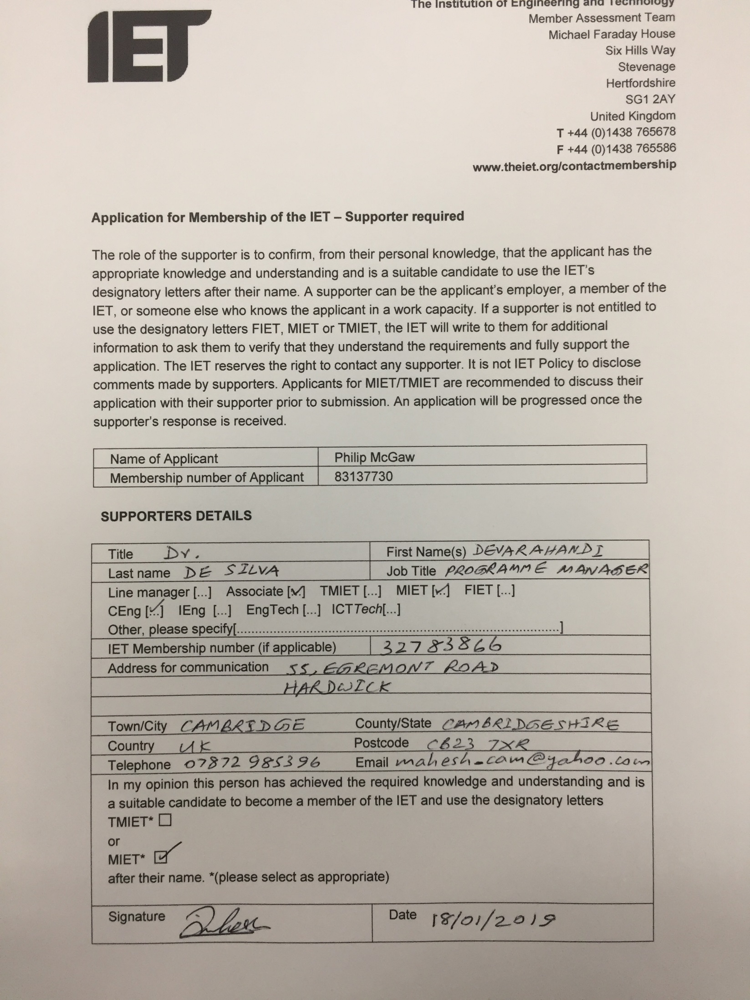 IET
The Institution of Engineering and Technology
Member Assessment Team
Michael Faraday House
Six Hills Way
Stevenage
Hertfordshire
SG1 2AY
United Kingdom
T +44 (0)1438 765678
F +44 (0)1438 765586
www.theiet.org/contactmembership
Application for Membership of the IET – Supporter required
The role of the supporter is to confirm, from their personal knowledge, that the applicant has the
appropriate knowledge and understanding and is a suitable candidate to use the IET's
designatory letters after their name. A supporter can be the applicant's employer, a member of the
IET, or someone else who knows the applicant in a work capacity. If a supporter is not entitled to
use the designatory letters FIET, MIET or TMIET, the IET will write to them for additional
information to ask them to verify that they understand the requirements and fully support the
application. The IET reserves the right to contact any supporter. It is not IET Policy to disclose
comments made by supporters. Applicants for MIET/TMIET are recommended to discuss their
application with their supporter prior to submission. An application will be progressed once the
supporter's response is received.
Name of Applicant Philip McGaw
Membership number of Applicant 83137730
SUPPORTERS DETAILS
Title Dr. First Name(s) DEVARAHANDI
Last name DE SILVA Job Title PROGRAMME MANAGER
Line manager [...] Associate [✓] TMIET [...] MIET [✓] FIET [...]
CEng [✓] IEng [...] EngTech [...] ICTTech[...]
Other, please specify[..........]
IET Membership number (if applicable) 32783866
Address for communication 55, EGREMONT ROAD
HARDWICK
Town/City CAMBRIDGE County/State CAMBRIDGESHIRE
Country UK Postcode CB23 7XR
Telephone 07872 985396 Email mahesh_cam@yahoo.com
In my opinion this person has achieved the required knowledge and understanding and is
a suitable candidate to become a member of the IET and use the designatory letters
TMIET* ☐
or
MIET* ☑
after their name. *(please select as appropriate)
Signature Date 18/01/2019